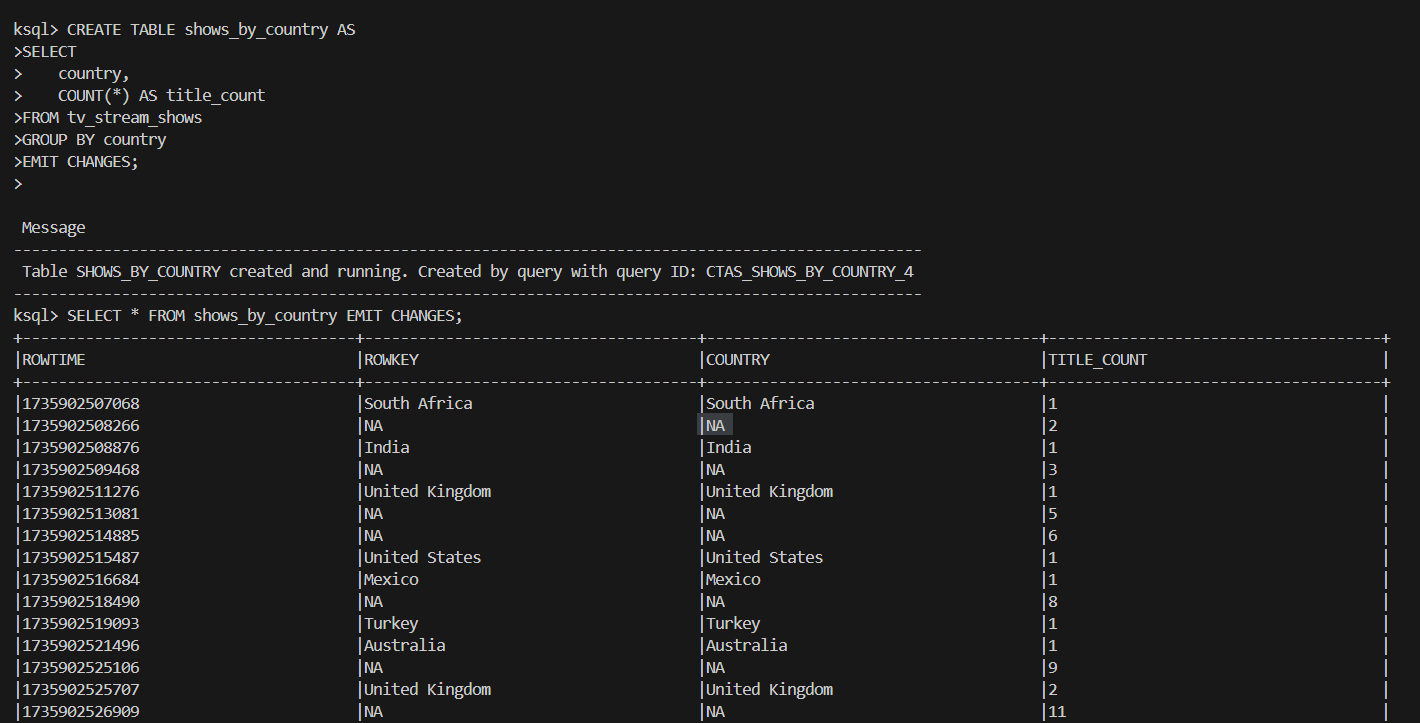 ksql> CREATE TABLE shows_by_country AS
>SELECT
>    country,
>    COUNT(*) AS title_count
>FROM tv_stream_shows
>GROUP BY country
>EMIT CHANGES;
>
 Message
----------------------------------------------------------------------------------------------------
 Table SHOWS_BY_COUNTRY created and running. Created by query with query ID: CTAS_SHOWS_BY_COUNTRY_4
----------------------------------------------------------------------------------------------------
ksql> SELECT * FROM shows_by_country EMIT CHANGES;
+-------------------------------------+-------------------------------------+-------------------------------------+-------------------------------------+
|ROWTIME |ROWKEY |COUNTRY |TITLE_COUNT |
+-------------------------------------+-------------------------------------+-------------------------------------+-------------------------------------+
|1735902507068 |South Africa |South Africa |1 |
|1735902508266 |NA |NA |2 |
|1735902508876 |India |India |1 |
|1735902509468 |NA |NA |3 |
|1735902511276 |United Kingdom |United Kingdom |1 |
|1735902513081 |NA |NA |5 |
|1735902514885 |NA |NA |6 |
|1735902515487 |United States |United States |1 |
|1735902516684 |Mexico |Mexico |1 |
|1735902518490 |NA |NA |8 |
|1735902519093 |Turkey |Turkey |1 |
|1735902521496 |Australia |Australia |1 |
|1735902525106 |NA |NA |9 |
|1735902525707 |United Kingdom |United Kingdom |2 |
|1735902526909 |NA |NA |11 |